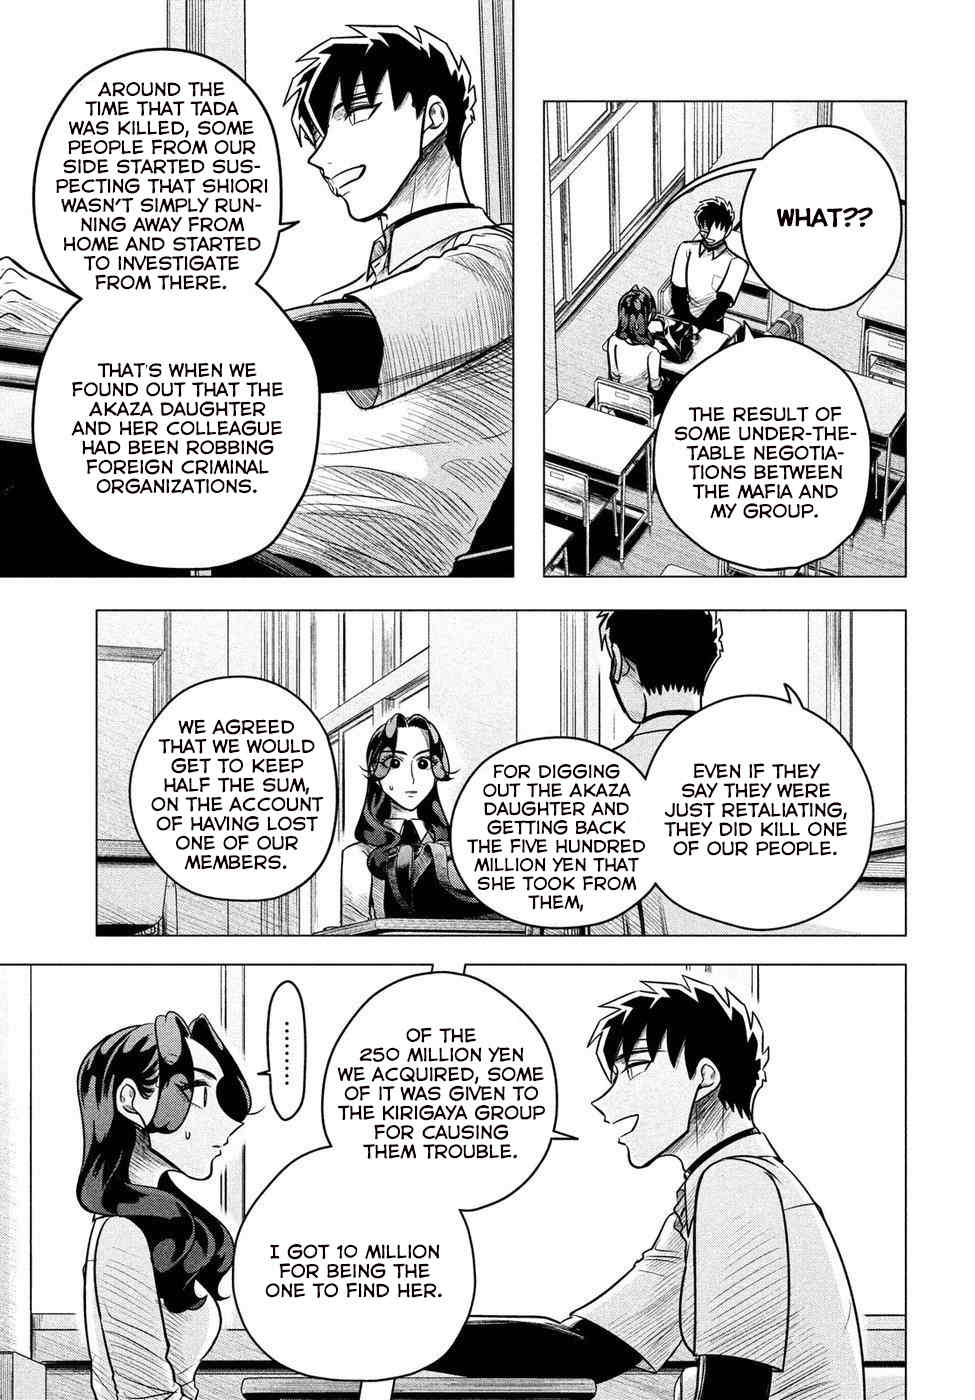 WHAT??
THE RESULT OF
SOME UNDER-THE-
TABLE NEGOTIA-
TIONS BETWEEN
THE MAFIA AND
MY GROUP.
AROUND THE
TIME THAT TADA
WAS KILLED, SOME
PEOPLE FROM OUR
SIDE STARTED SUS-
PECTING THAT SHIORI
WASN'T SIMPLY RUN-
NING AWAY FROM
HOME AND STARTED
TO INVESTIGATE
FROM THERE.
THAT'S WHEN WE
FOUND OUT THAT THE
AKAZA DAUGHTER
AND HER COLLEAGUE
HAD BEEN ROBBING
FOREIGN CRIMINAL
ORGANIZATIONS.
EVEN IF THEY
SAY THEY WERE
JUST RETALIATING,
THEY DID KILL ONE
OF OUR PEOPLE.
FOR DIGGING
OUT THE AKAZA
DAUGHTER AND
GETTING BACK
THE FIVE HUNDRED
MILLION YEN THAT
SHE TOOK FROM
THEM,
WE AGREED
THAT WE WOULD
GET TO KEEP
HALF THE SUM,
ON THE ACCOUNT
OF HAVING LOST
ONE OF OUR
MEMBERS.
OF THE
250 MILLION YEN
WE ACQUIRED, SOME
OF IT WAS GIVEN TO
THE KIRIGAYA GROUP
FOR CAUSING
THEM TROUBLE.
I GOT 10 MILLION
FOR BEING THE
ONE TO FIND HER.
.........